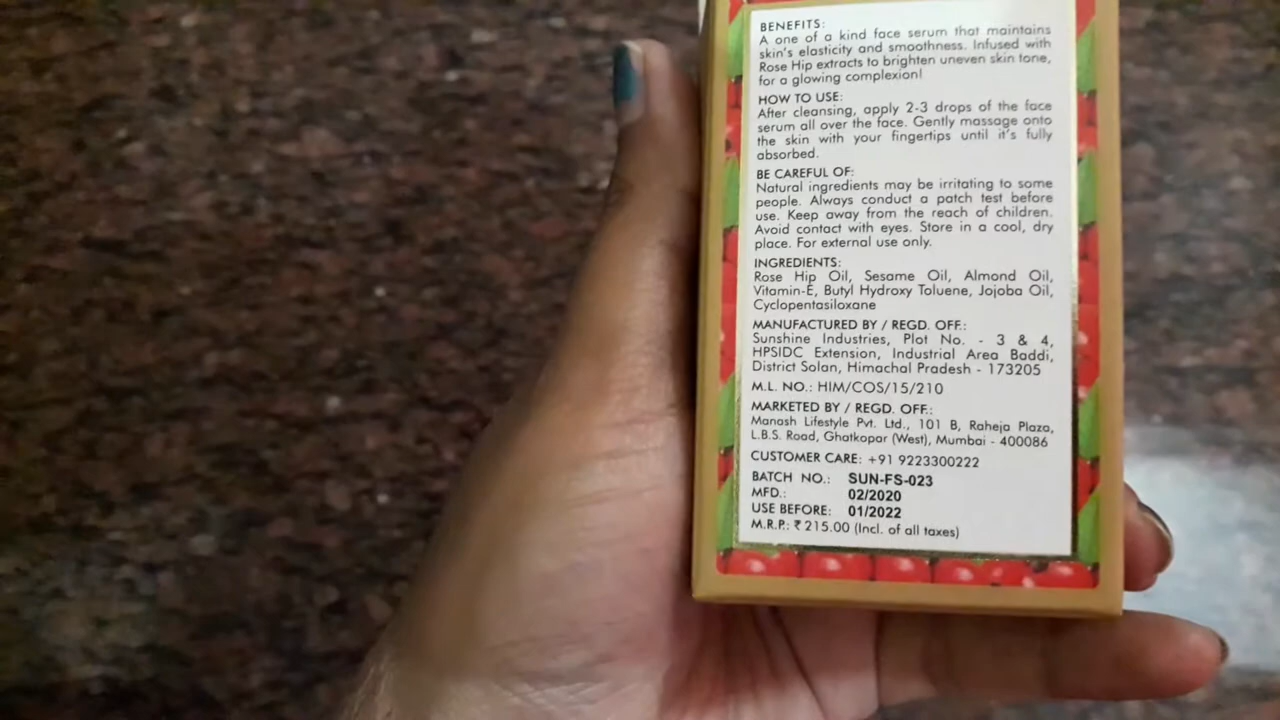 BENEFITS:
A one of a kind face serum that maintains
skin's elasticity and smoothness. Infused with
Rose Hip extracts to brighten uneven skin tone,
for a glowing complexion!
HOW TO USE:
After cleansing, apply 2-3 drops of the face
serum all over the face. Gently massage onto
the skin with your fingertips until it's fully
absorbed.
BE CAREFUL OF:
Natural ingredients may be irritating to some
people. Always conduct a patch test before
use. Keep away from the reach of children.
Avoid contact with eyes. Store in a cool, dry
place. For external use only.
INGREDIENTS:
Rose Hip Oil, Sesame Oil, Almond Oil,
Vitamin-E, Butyl Hydroxy Toluene, Jojoba Oil,
Cyclopentasiloxane
MANUFACTURED BY / REGD. OFF.:
Sunshine Industries, Plot No. - 3 & 4,
HPSIDC Extension, Industrial Area Baddi,
District Solan, Himachal Pradesh - 173205
M.L. NO.: HIM/COS/15/210
MARKETED BY / REGD. OFF.:
Manash Lifestyle Pvt. Ltd., 101 B, Raheja Plaza,
L.B.S. Road, Ghatkopar (West), Mumbai - 400086
CUSTOMER CARE: +91 9223300222
BATCH NO.: SUN-FS-023
MFD.: 02/2020
USE BEFORE: 01/2022
M.R.P.: ₹ 215.00 (Incl. of all taxes)